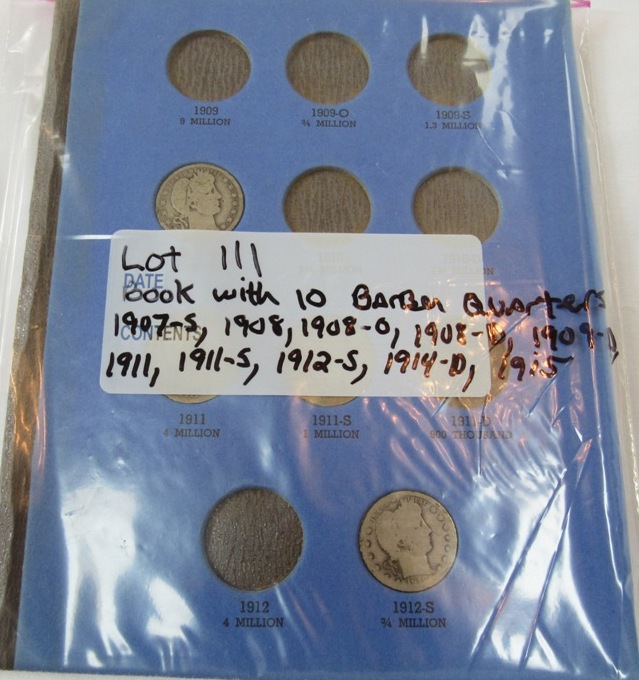 1909 1909-O 1909-S
9 MILLION ¾ MILLION 1.3 MILLION
Lot 111
DATE
Book with 10 Barber Quarters
1907-S, 1908, 1908-O, 1908-D, 1909-D
CONTENTS
1911, 1911-S, 1912-S, 1914-D, 1915
1911 1911-S 1911-D
4 MILLION 1 MILLION 900 THOUSAND
1912 1912-S
4 MILLION ¾ MILLION